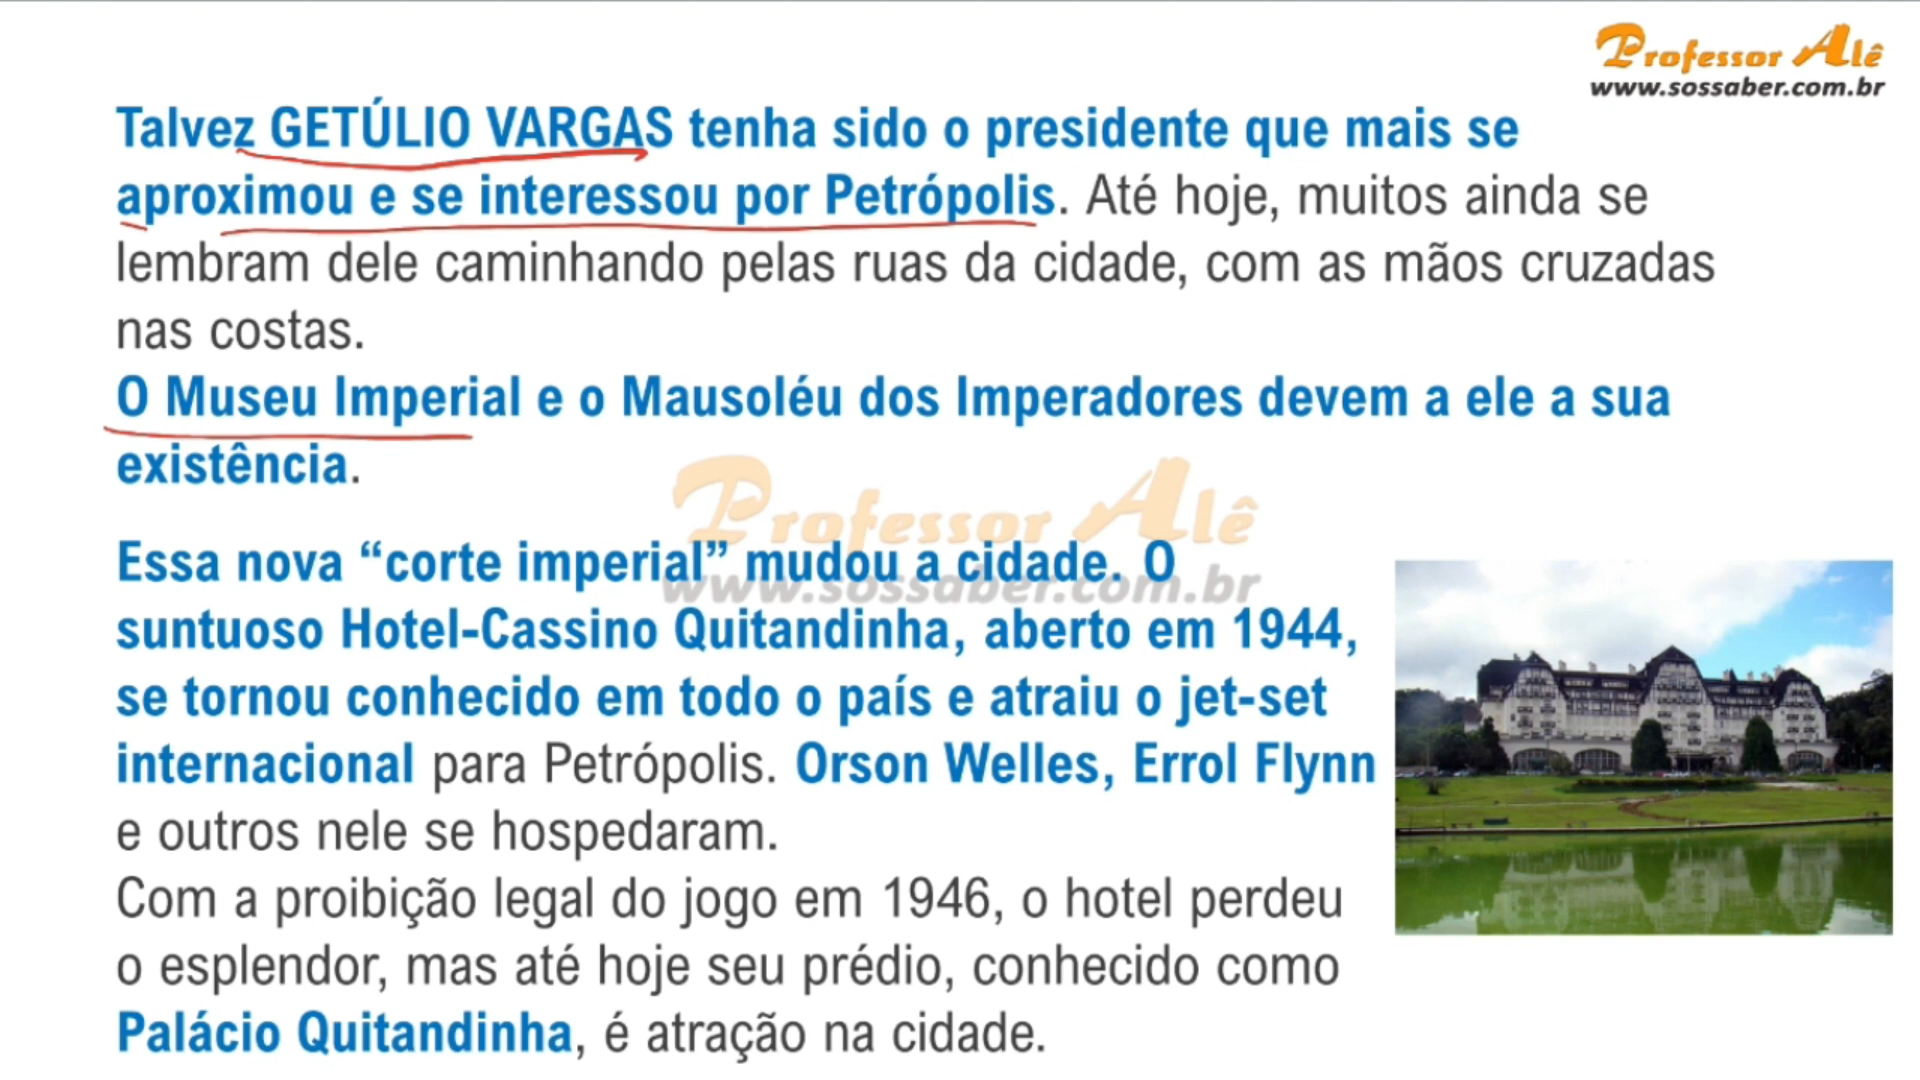 Professor Alê
www.sossaber.com.br
Talvez GETÚLIO VARGAS tenha sido o presidente que mais se
aproximou e se interessou por Petrópolis. Até hoje, muitos ainda se
lembram dele caminhando pelas ruas da cidade, com as mãos cruzadas
nas costas.
O Museu Imperial e o Mausoléu dos Imperadores devem a ele a sua
existência.
Professor Alê
www.sossaber.com.br
Essa nova “corte imperial” mudou a cidade. O
suntuoso Hotel-Cassino Quitandinha, aberto em 1944,
se tornou conhecido em todo o país e atraiu o jet-set
internacional para Petrópolis. Orson Welles, Errol Flynn
e outros nele se hospedaram.
Com a proibição legal do jogo em 1946, o hotel perdeu
o esplendor, mas até hoje seu prédio, conhecido como
Palácio Quitandinha, é atração na cidade.